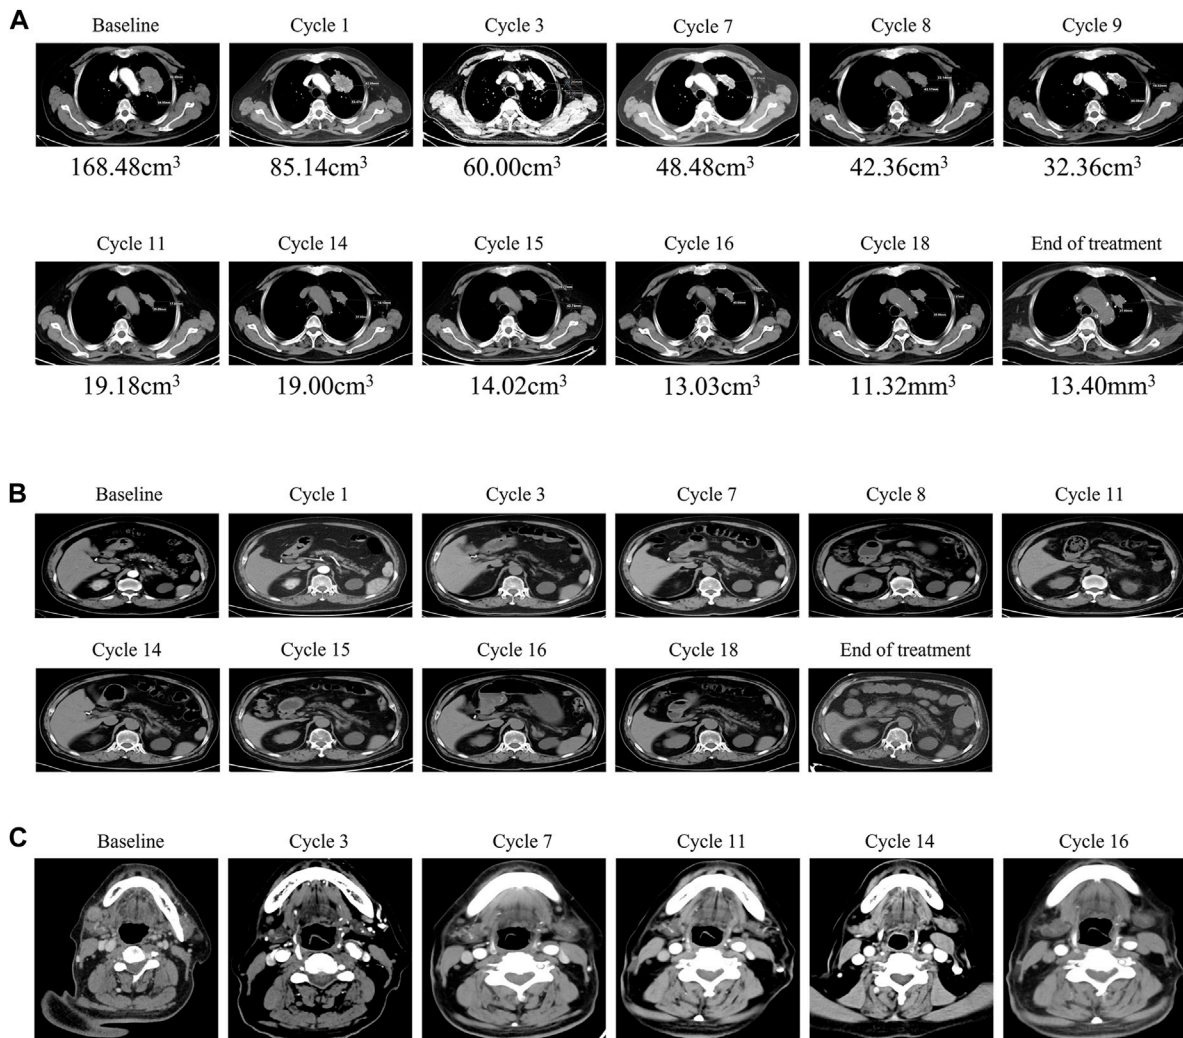 A
Baseline Cycle 1 Cycle 3 Cycle 7 Cycle 8 Cycle 9
168.48cm³ 85.14cm³ 60.00cm³ 48.48cm³ 42.36cm³ 32.36cm³
Cycle 11 Cycle 14 Cycle 15 Cycle 16 Cycle 18 End of treatment
19.18cm³ 19.00cm³ 14.02cm³ 13.03cm³ 11.32mm³ 13.40mm³
B
Baseline Cycle 1 Cycle 3 Cycle 7 Cycle 8 Cycle 11
Cycle 14 Cycle 15 Cycle 16 Cycle 18 End of treatment
C
Baseline Cycle 3 Cycle 7 Cycle 11 Cycle 14 Cycle 16